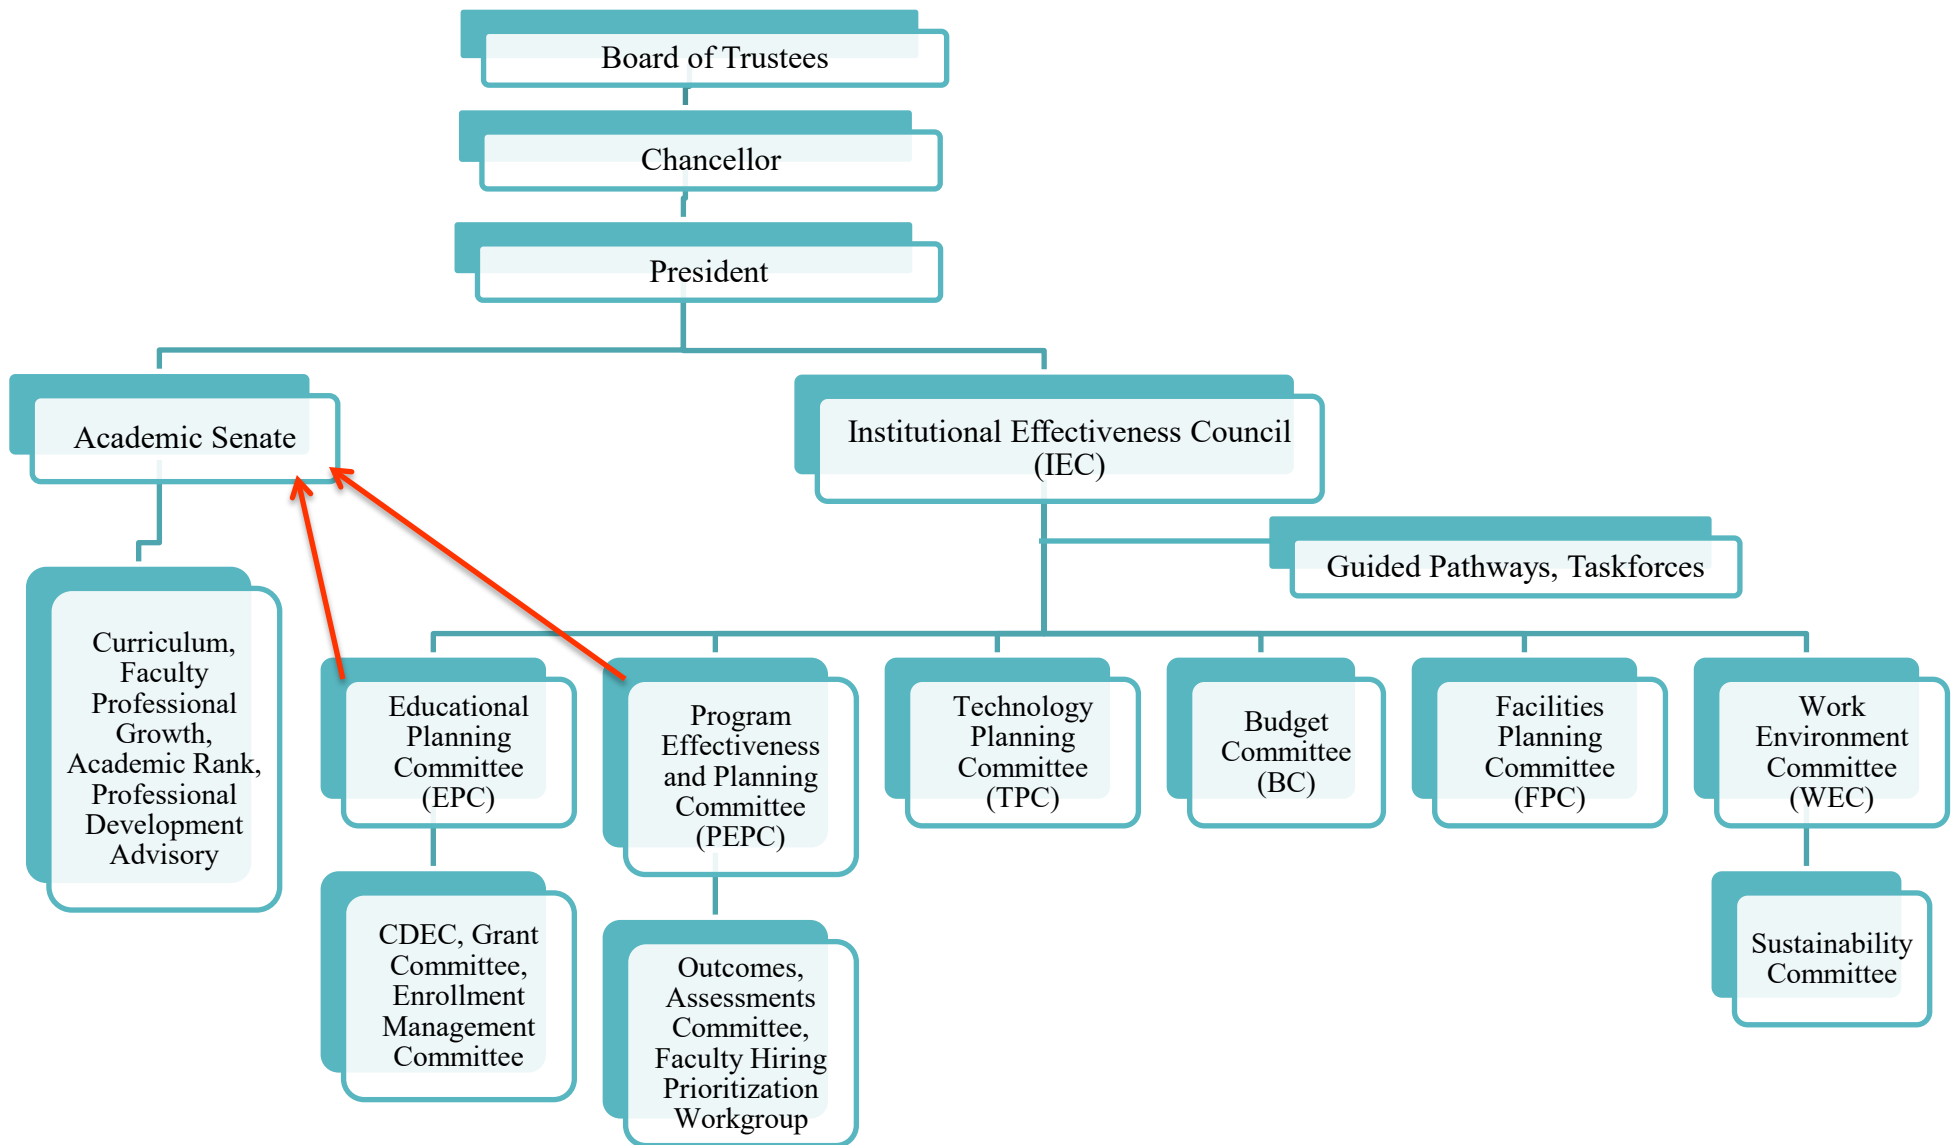 Board of Trustees
Chancellor
President
Academic Senate
Institutional Effectiveness Council
(IEC)
Guided Pathways, Taskforces
Curriculum,
Faculty
Professional
Growth,
Academic Rank,
Professional
Development
Advisory
Educational
Planning
Committee
(EPC)
Program
Effectiveness
and Planning
Committee
(PEPC)
Technology
Planning
Committee
(TPC)
Budget
Committee
(BC)
Facilities
Planning
Committee
(FPC)
Work
Environment
Committee
(WEC)
CDEC, Grant
Committee,
Enrollment
Management
Committee
Outcomes,
Assessments
Committee,
Faculty Hiring
Prioritization
Workgroup
Sustainability
Committee